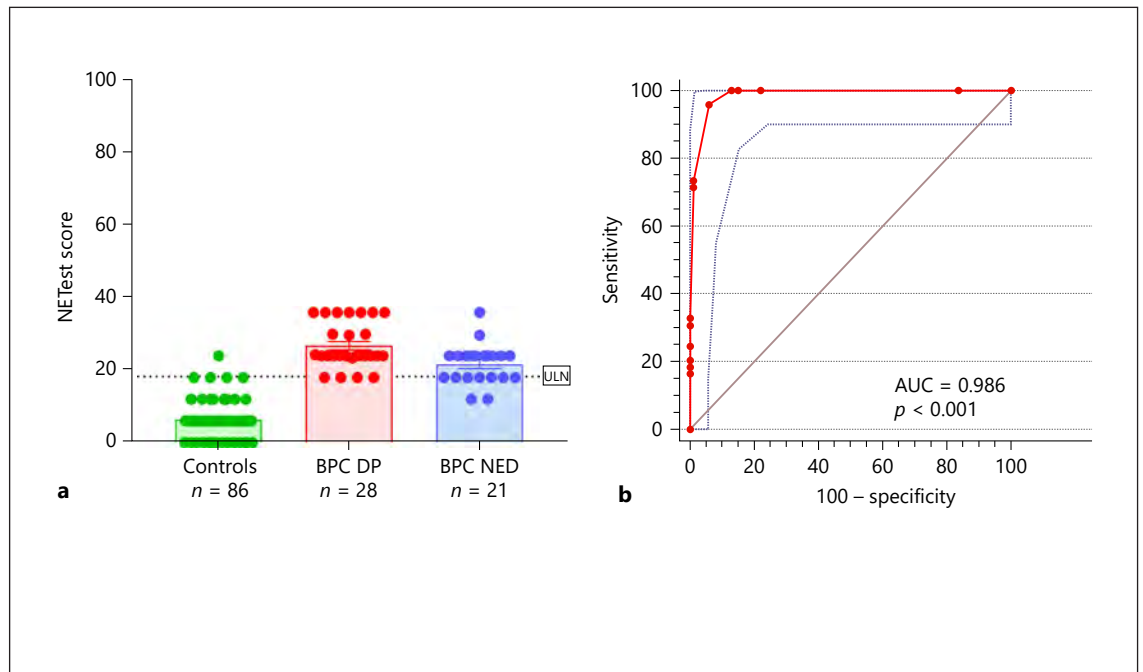 100
80
60
40
20
0
NETest score
ULN
Controls
n = 86
BPC DP
n = 28
BPC NED
n = 21
a
100
80
60
40
20
0
Sensitivity
AUC = 0.986
p < 0.001
0 20 40 60 80 100
100 – specificity
b